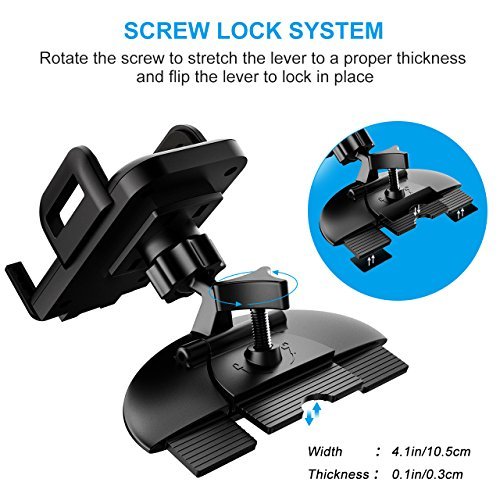 SCREW LOCK SYSTEM
Rotate the screw to stretch the lever to a proper thickness
and flip the lever to lock in place
Width : 4.1in/10.5cm
Thickness : 0.1in/0.3cm